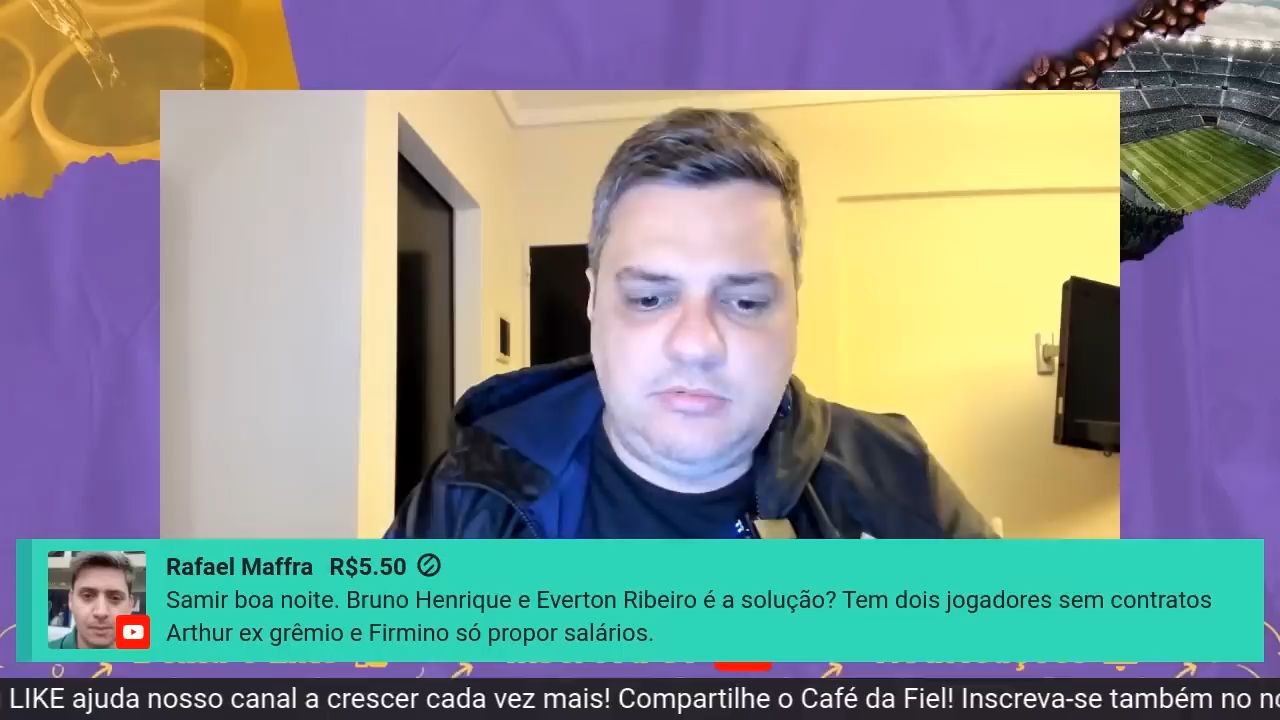 Rafael Maffra R$5.50
Samir boa noite. Bruno Henrique e Everton Ribeiro é a solução? Tem dois jogadores sem contratos
Arthur ex grêmio e Firmino só propor salários.
LIKE ajuda nosso canal a crescer cada vez mais! Compartilhe o Café da Fiel! Inscreva-se também no